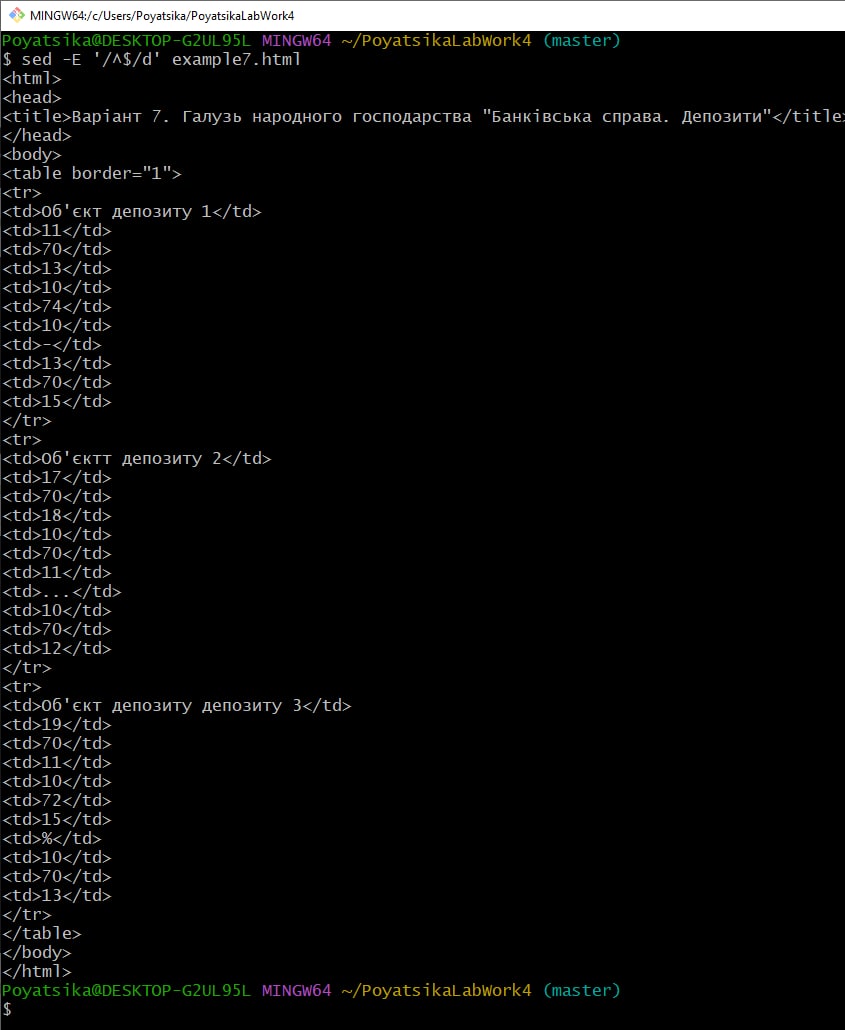 MINGW64:/c/Users/Poyatsika/PoyatsikaLabWork4
Poyatsika@DESKTOP-G2UL95L MINGW64 ~/PoyatsikaLabWork4 (master)
$ sed -E '/^$/d' example7.html
<html>
<head>
<title>Варіант 7. Галузь народного господарства "Банківська справа. Депозити"</title>
</head>
<body>
<table border="1">
<tr>
<td>Об'єкт депозиту 1</td>
<td>11</td>
<td>70</td>
<td>13</td>
<td>10</td>
<td>74</td>
<td>10</td>
<td>-</td>
<td>13</td>
<td>70</td>
<td>15</td>
</tr>
<tr>
<td>Об'єктт депозиту 2</td>
<td>17</td>
<td>70</td>
<td>18</td>
<td>10</td>
<td>70</td>
<td>11</td>
<td>...</td>
<td>10</td>
<td>70</td>
<td>12</td>
</tr>
<tr>
<td>Об'єкт депозиту депозиту 3</td>
<td>19</td>
<td>70</td>
<td>11</td>
<td>10</td>
<td>72</td>
<td>15</td>
<td>%</td>
<td>10</td>
<td>70</td>
<td>13</td>
</tr>
</table>
</body>
</html>
Poyatsika@DESKTOP-G2UL95L MINGW64 ~/PoyatsikaLabWork4 (master)
$